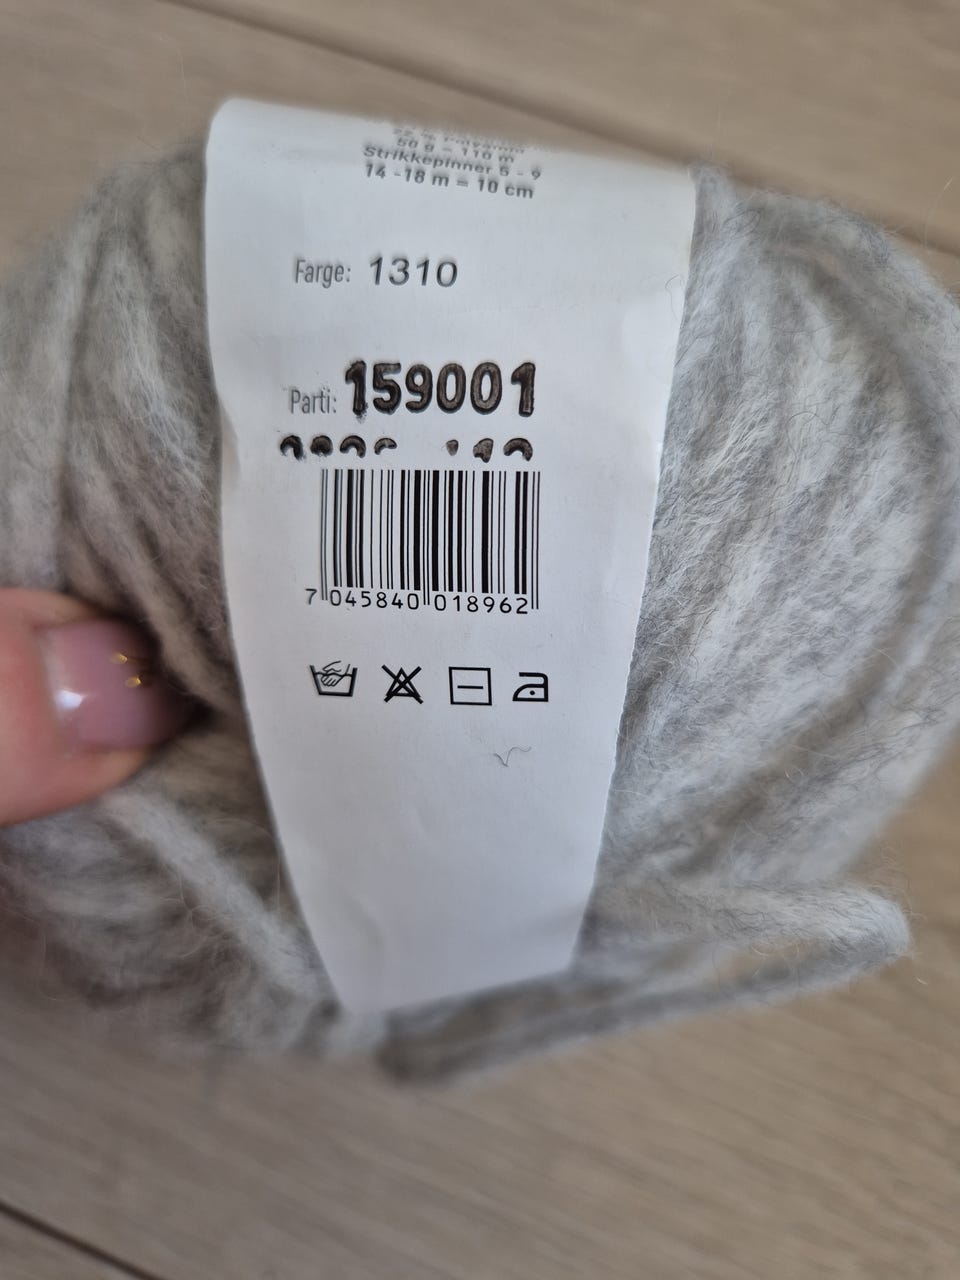 50 g = 110 m
Strikkepinner 5 - 9
14 -18 m = 10 cm
Farge: 1310
Parti: 159001
7 045840 018962